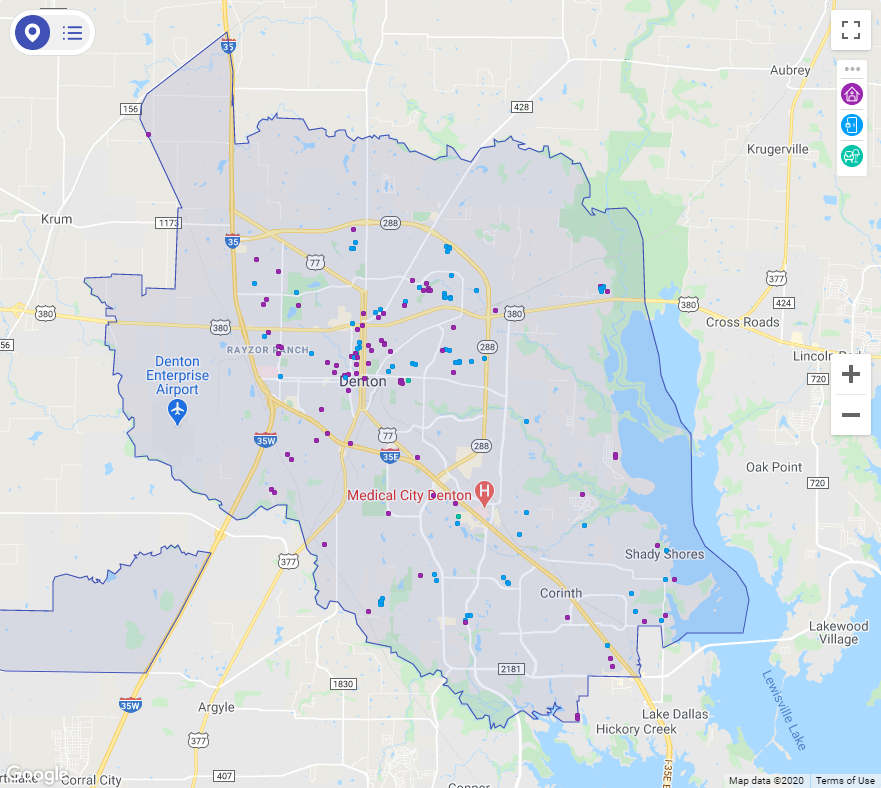 35
Aubrey
156
428
Krugerville
Krum
1173
288
35
77
377
380
380
380
380
424
Cross Roads
56
RAYZOR RANCH
288
Denton
Enterprise
Airport
Denton
720
77
288
35W
35E
Oak Point
Medical City Denton
H
720
377
Shady Shores
Corinth
Lakewood
Village
2181
1830
35W
Argyle
Lewisville Lake
Lake Dallas
377
Hickory Creek
407
Google
Corral City
I-35E
Map data ©2020
Terms of Use